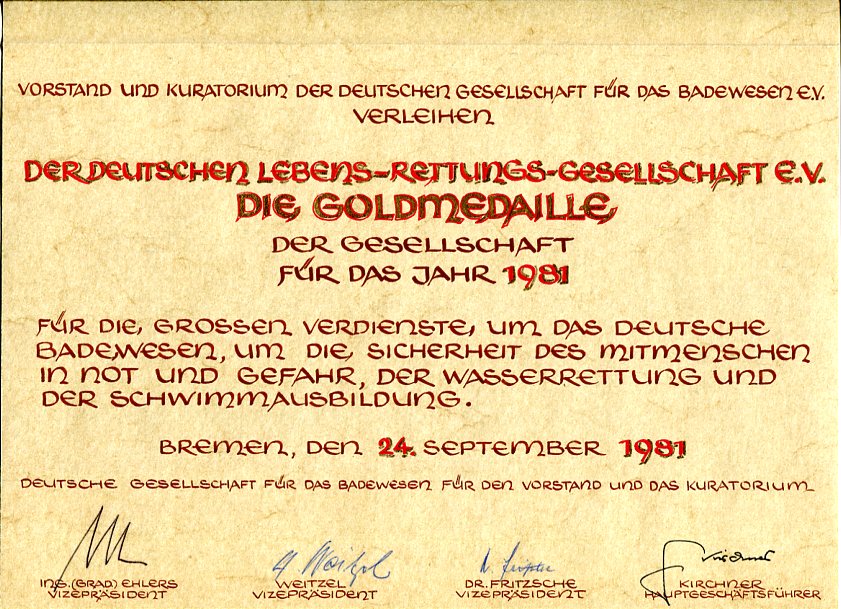 VORSTAND UND KURATORIUM DER DEUTSCHEN GESELLSCHAFT FÜR DAS BADEWESEN E.V.
VERLEIHEN
DER DEUTSCHEN LEBENS-RETTUNGS-GESELLSCHAFT E.V.
DIE GOLDMEDAILLE
DER GESELLSCHAFT
FÜR DAS JAHR 1981
FÜR DIE GROSSEN VERDIENSTE, UM DAS DEUTSCHE
BADEWESEN, UM DIE SICHERHEIT DES MITMENSCHEN
IN NOT UND GEFAHR, DER WASSERRETTUNG UND
DER SCHWIMMAUSBILDUNG.
BREMEN, DEN 24. SEPTEMBER 1981
DEUTSCHE GESELLSCHAFT FÜR DAS BADEWESEN FÜR DEN VORSTAND UND DAS KURATORIUM
Weitzel
Kirchner
ING. (GRAD.) EHLERS WEITZEL DR. FRITZSCHE KIRCHNER
VIZEPRÄSIDENT VIZEPRÄSIDENT VIZEPRÄSIDENT HAUPTGESCHÄFTSFÜHRER